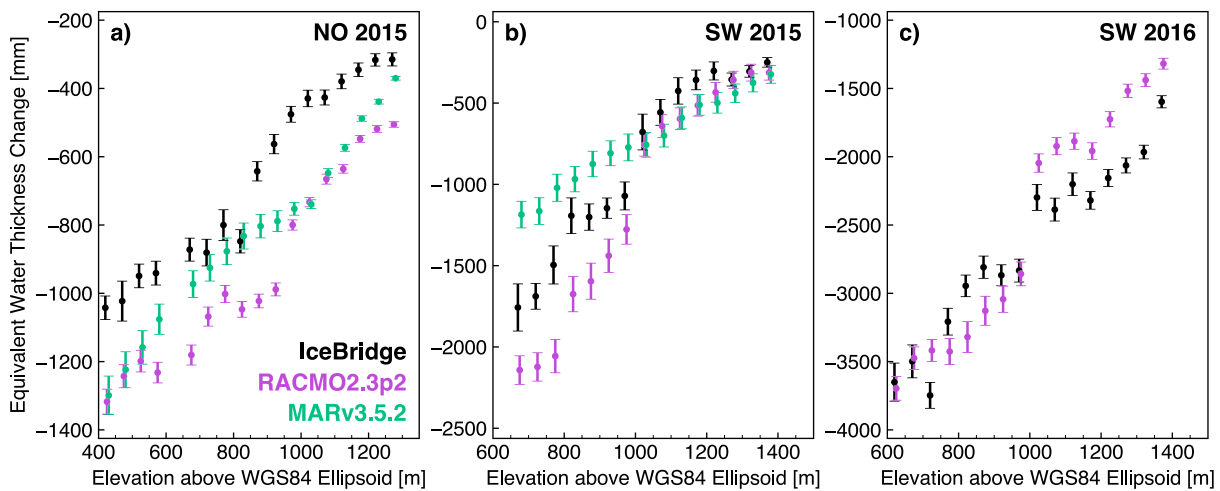 Equivalent Water Thickness Change [mm]
a) NO 2015
−200
−400
−600
−800
−1000
−1200
−1400
IceBridge
RACMO2.3p2
MARv3.5.2
400 600 800 1000 1200
Elevation above WGS84 Ellipsoid [m]
b) SW 2015
0
−500
−1000
−1500
−2000
−2500
600 800 1000 1200 1400
Elevation above WGS84 Ellipsoid [m]
c) SW 2016
−1000
−1500
−2000
−2500
−3000
−3500
−4000
600 800 1000 1200 1400
Elevation above WGS84 Ellipsoid [m]